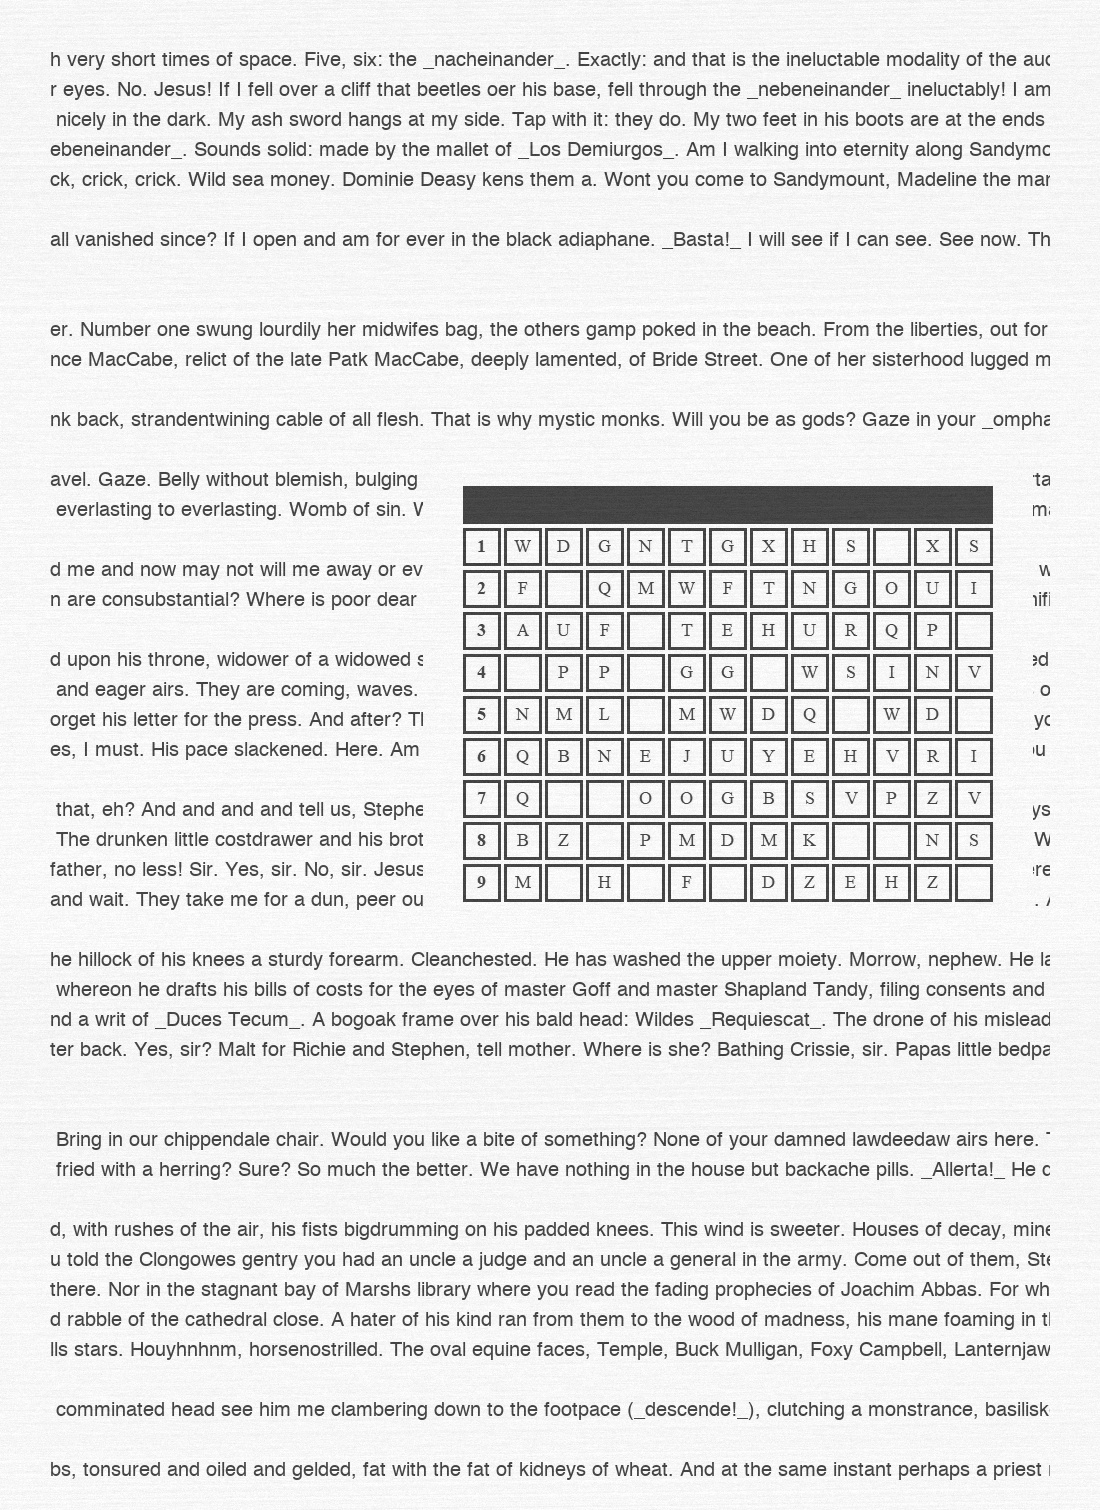 h very short times of space. Five, six: the _nacheinander_. Exactly: and that is the ineluctable modality of the aud
r eyes. No. Jesus! If I fell over a cliff that beetles oer his base, fell through the _nebeneinander_ ineluctably! I am
nicely in the dark. My ash sword hangs at my side. Tap with it: they do. My two feet in his boots are at the ends
ebeneinander_. Sounds solid: made by the mallet of _Los Demiurgos_. Am I walking into eternity along Sandymo
ck, crick, crick. Wild sea money. Dominie Deasy kens them a. Wont you come to Sandymount, Madeline the mar
all vanished since? If I open and am for ever in the black adiaphane. _Basta!_ I will see if I can see. See now. Th
er. Number one swung lourdily her midwifes bag, the others gamp poked in the beach. From the liberties, out for
nce MacCabe, relict of the late Patk MacCabe, deeply lamented, of Bride Street. One of her sisterhood lugged m
nk back, strandentwining cable of all flesh. That is why mystic monks. Will you be as gods? Gaze in your _ompha
avel. Gaze. Belly without blemish, bulging rta
everlasting to everlasting. Womb of sin. W ma
d me and now may not will me away or ev w
n are consubstantial? Where is poor dear nifi
d upon his throne, widower of a widowed s ed
and eager airs. They are coming, waves. o
orget his letter for the press. And after? Th yo
es, I must. His pace slackened. Here. Am ou
that, eh? And and and and tell us, Stephe ys
The drunken little costdrawer and his brot W
father, no less! Sir. Yes, sir. No, sir. Jesus ere
and wait. They take me for a dun, peer ou . A
1 W D G N T G X H S X S
2 F Q M W F T N G O U I
3 A U F T E H U R Q P
4 P P G G W S I N V
5 N M L M W D Q W D
6 Q B N E J U Y E H V R I
7 Q O O G B S V P Z V
8 B Z P M D M K N S
9 M H F D Z E H Z
he hillock of his knees a sturdy forearm. Cleanchested. He has washed the upper moiety. Morrow, nephew. He la
whereon he drafts his bills of costs for the eyes of master Goff and master Shapland Tandy, filing consents and
nd a writ of _Duces Tecum_. A bogoak frame over his bald head: Wildes _Requiescat_. The drone of his mislead
ter back. Yes, sir? Malt for Richie and Stephen, tell mother. Where is she? Bathing Crissie, sir. Papas little bedpa
Bring in our chippendale chair. Would you like a bite of something? None of your damned lawdeedaw airs here. T
fried with a herring? Sure? So much the better. We have nothing in the house but backache pills. _Allerta!_ He d
d, with rushes of the air, his fists bigdrumming on his padded knees. This wind is sweeter. Houses of decay, mine
u told the Clongowes gentry you had an uncle a judge and an uncle a general in the army. Come out of them, Ste
there. Nor in the stagnant bay of Marshs library where you read the fading prophecies of Joachim Abbas. For wh
d rabble of the cathedral close. A hater of his kind ran from them to the wood of madness, his mane foaming in th
lls stars. Houyhnhnm, horsenostrilled. The oval equine faces, Temple, Buck Mulligan, Foxy Campbell, Lanternjaw
comminated head see him me clambering down to the footpace (_descende!_), clutching a monstrance, basilisk
bs, tonsured and oiled and gelded, fat with the fat of kidneys of wheat. And at the same instant perhaps a priest